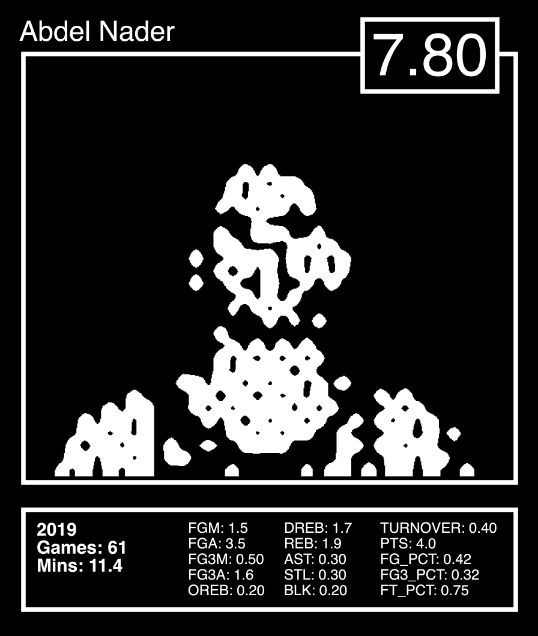 Abdel Nader
7.80
2019
Games: 61
Mins: 11.4
FGM: 1.5
FGA: 3.5
FG3M: 0.50
FG3A: 1.6
OREB: 0.20
DREB: 1.7
REB: 1.9
AST: 0.30
STL: 0.30
BLK: 0.20
TURNOVER: 0.40
PTS: 4.0
FG_PCT: 0.42
FG3_PCT: 0.32
FT_PCT: 0.75